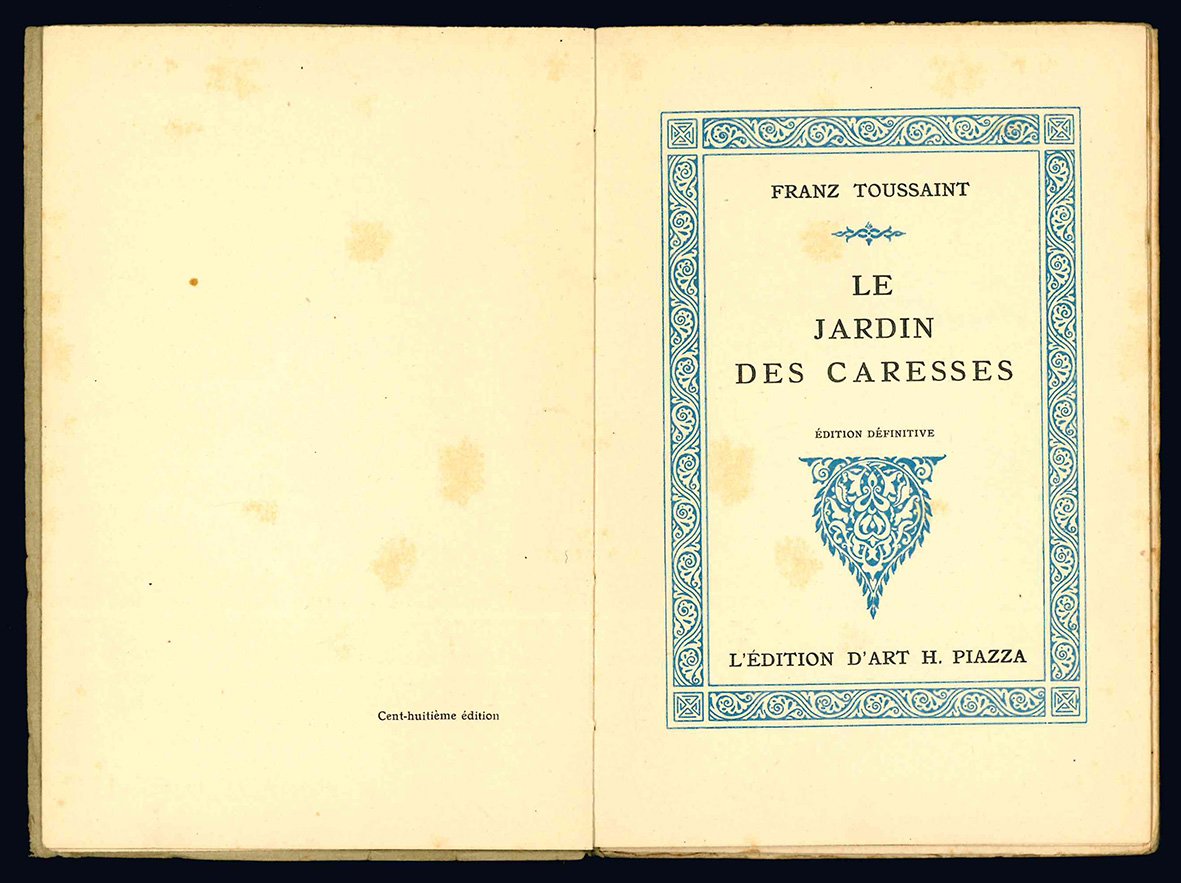 Cent-huitième édition
FRANZ TOUSSAINT
LE
JARDIN
DES CARESSES
ÉDITION DÉFINITIVE
L'ÉDITION D'ART H. PIAZZA